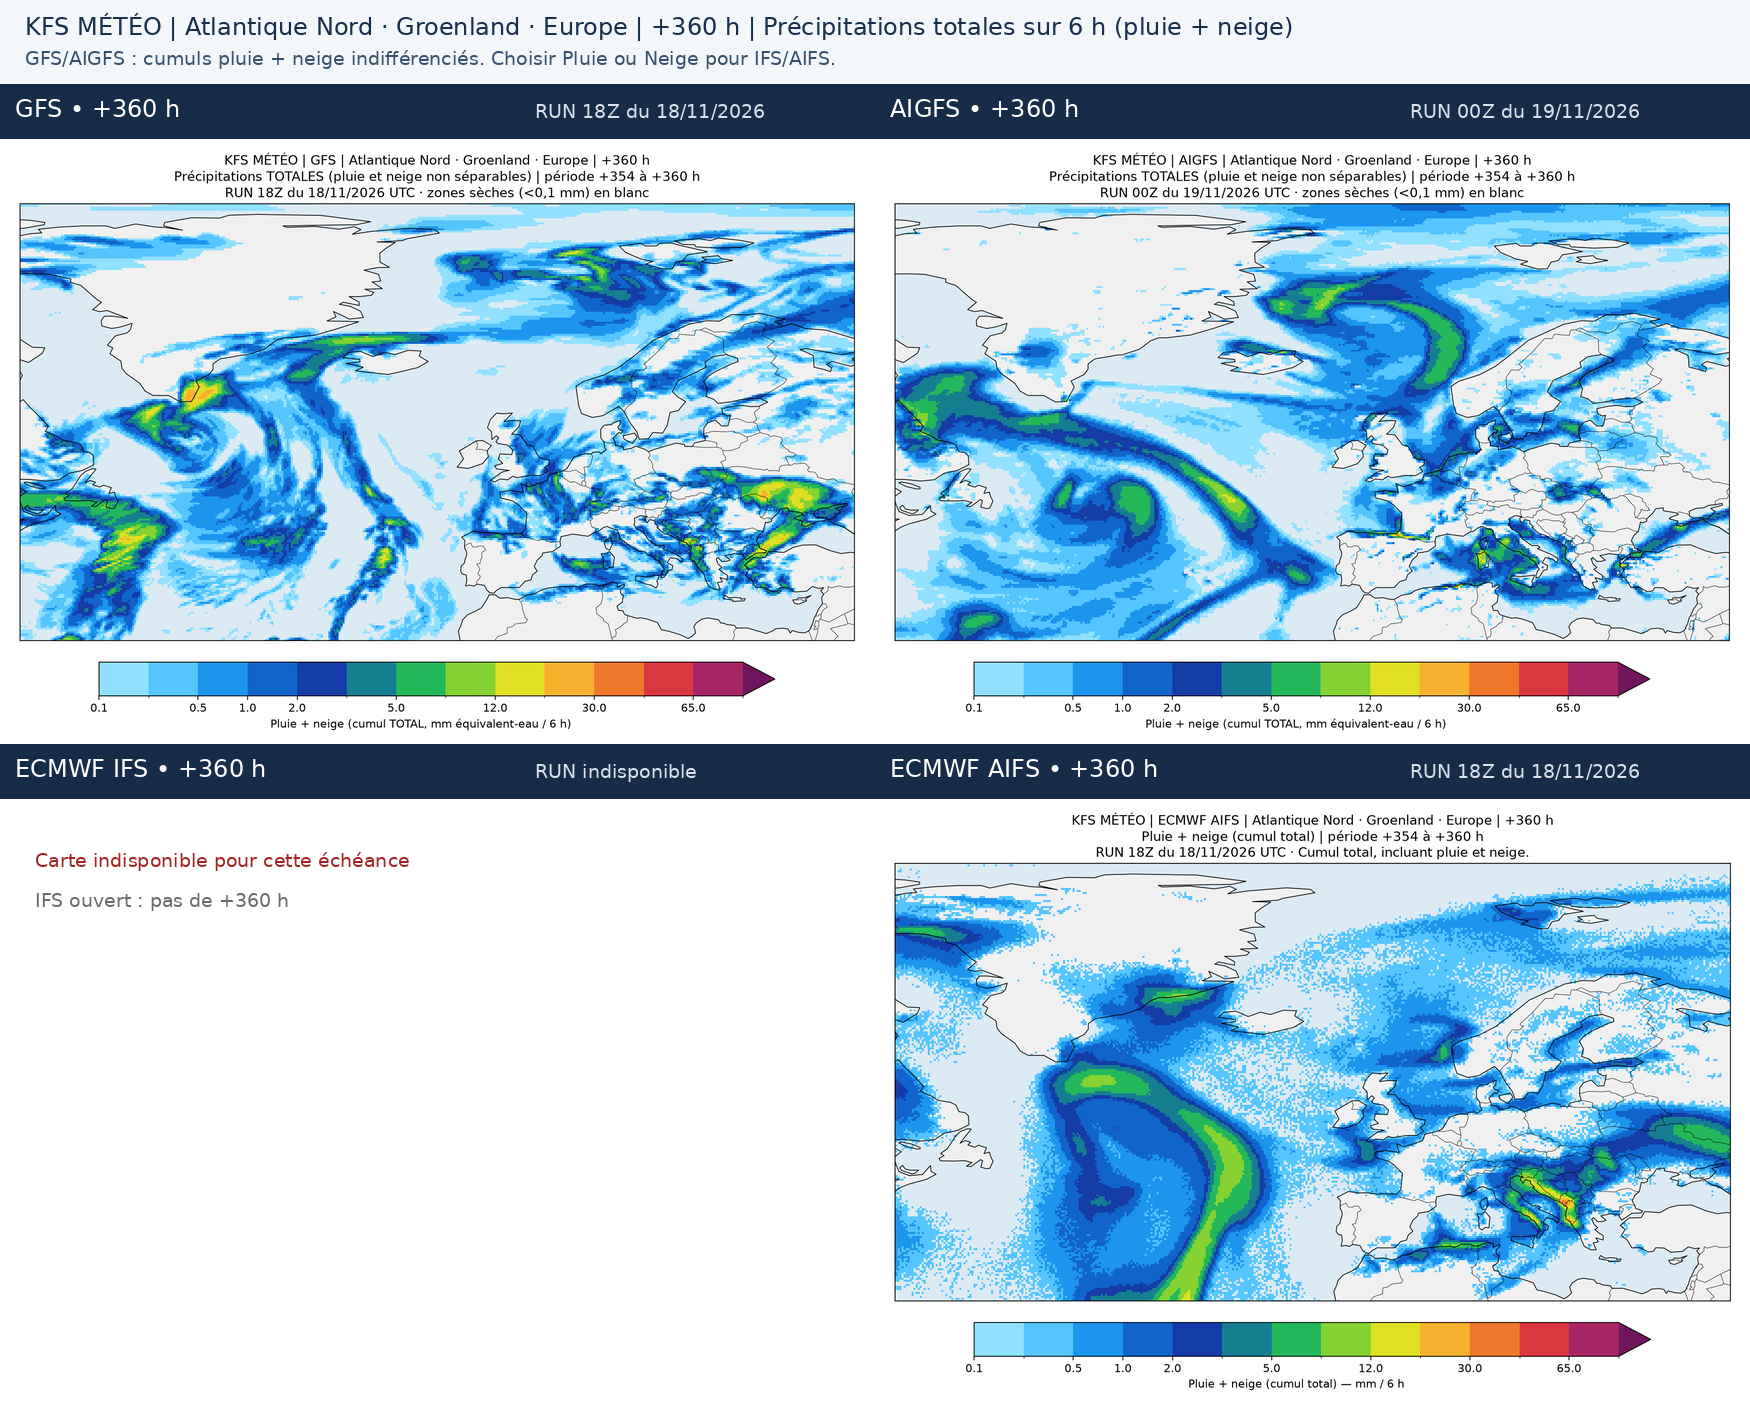 KFS MÉTÉO | Atlantique Nord · Groenland · Europe | +360 h | Précipitations totales sur 6 h (pluie + neige)
GFS/AIGFS : cumuls pluie + neige indifférenciés. Choisir Pluie ou Neige pour IFS/AIFS.
GFS • +360 h RUN 18Z du 18/11/2026
KFS MÉTÉO | GFS | Atlantique Nord · Groenland · Europe | +360 h
Précipitations TOTALES (pluie et neige non séparables) | période +354 à +360 h
RUN 18Z du 18/11/2026 UTC · zones sèches (<0,1 mm) en blanc
0.1 0.5 1.0 2.0 5.0 12.0 30.0 65.0
Pluie + neige (cumul TOTAL, mm équivalent-eau / 6 h)
AIGFS • +360 h RUN 00Z du 19/11/2026
KFS MÉTÉO | AIGFS | Atlantique Nord · Groenland · Europe | +360 h
Précipitations TOTALES (pluie et neige non séparables) | période +354 à +360 h
RUN 00Z du 19/11/2026 UTC · zones sèches (<0,1 mm) en blanc
0.1 0.5 1.0 2.0 5.0 12.0 30.0 65.0
Pluie + neige (cumul TOTAL, mm équivalent-eau / 6 h)
ECMWF IFS • +360 h RUN indisponible
Carte indisponible pour cette échéance
IFS ouvert : pas de +360 h
ECMWF AIFS • +360 h RUN 18Z du 18/11/2026
KFS MÉTÉO | ECMWF AIFS | Atlantique Nord · Groenland · Europe | +360 h
Pluie + neige (cumul total) | période +354 à +360 h
RUN 18Z du 18/11/2026 UTC · Cumul total, incluant pluie et neige.
0.1 0.5 1.0 2.0 5.0 12.0 30.0 65.0
Pluie + neige (cumul total) — mm / 6 h